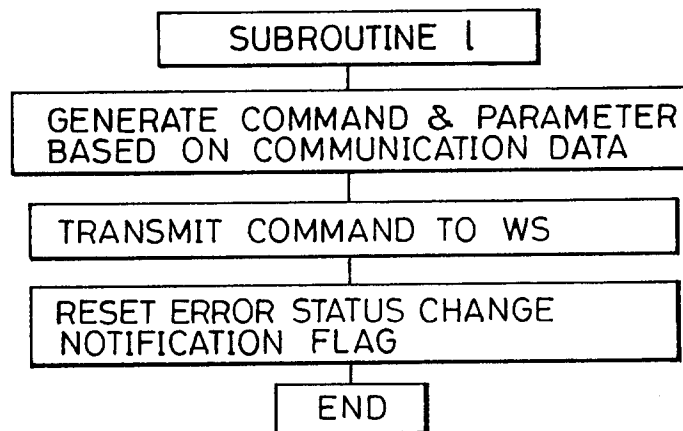 SUBROUTINE l
GENERATE COMMAND & PARAMETER
BASED ON COMMUNICATION DATA
TRANSMIT COMMAND TO WS
RESET ERROR STATUS CHANGE
NOTIFICATION FLAG
END